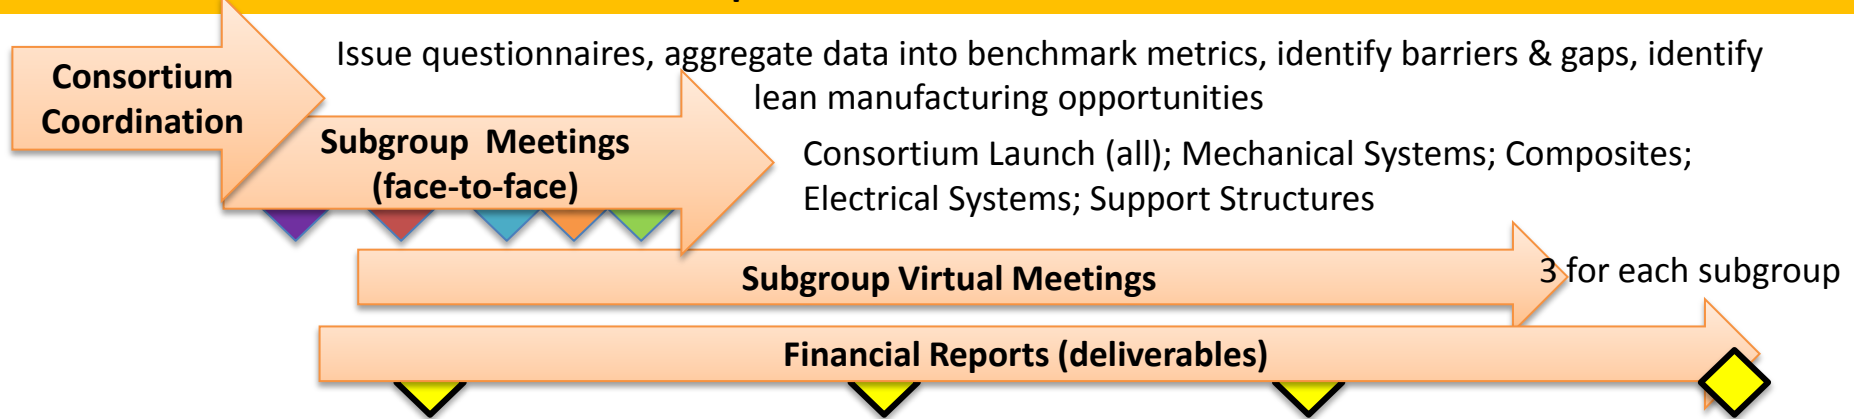 Issue questionnaires, aggregate data into benchmark metrics, identify barriers & gaps, identify
lean manufacturing opportunities
Consortium
Coordination
Subgroup Meetings
(face-to-face)
Consortium Launch (all); Mechanical Systems; Composites;
Electrical Systems; Support Structures
Subgroup Virtual Meetings
3 for each subgroup
Financial Reports (deliverables)